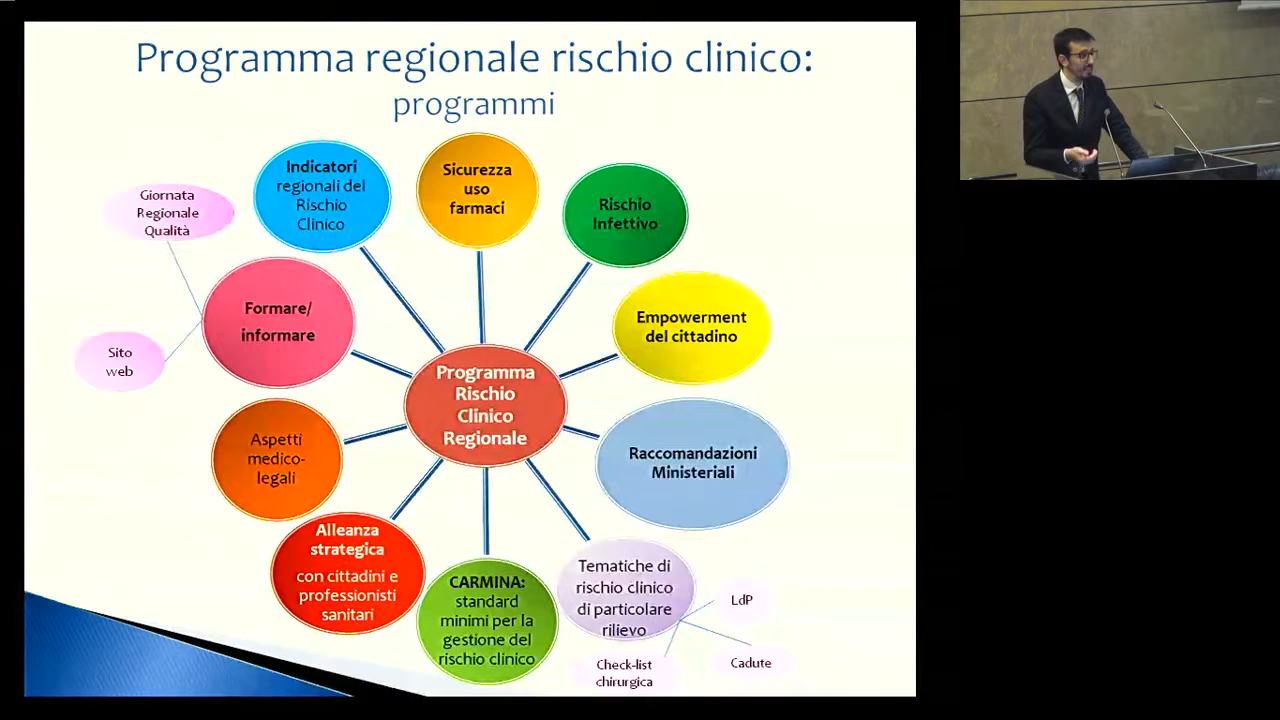 Programma regionale rischio clinico:
programmi
Indicatori
regionali del
Rischio
Clinico
Sicurezza
uso
farmaci
Rischio
Infettivo
Giornata
Regionale
Qualità
Formare/
informare
Sito
web
Empowerment
del cittadino
Programma
Rischio
Clinico
Regionale
Aspetti
medico-
legali
Raccomandazioni
Ministeriali
Alleanza
strategica
con cittadini e
professionisti
sanitari
CARMINA:
standard
minimi per la
gestione del
rischio clinico
Tematiche di
rischio clinico
di particolare
rilievo
LdP
Cadute
Check-list
chirurgica